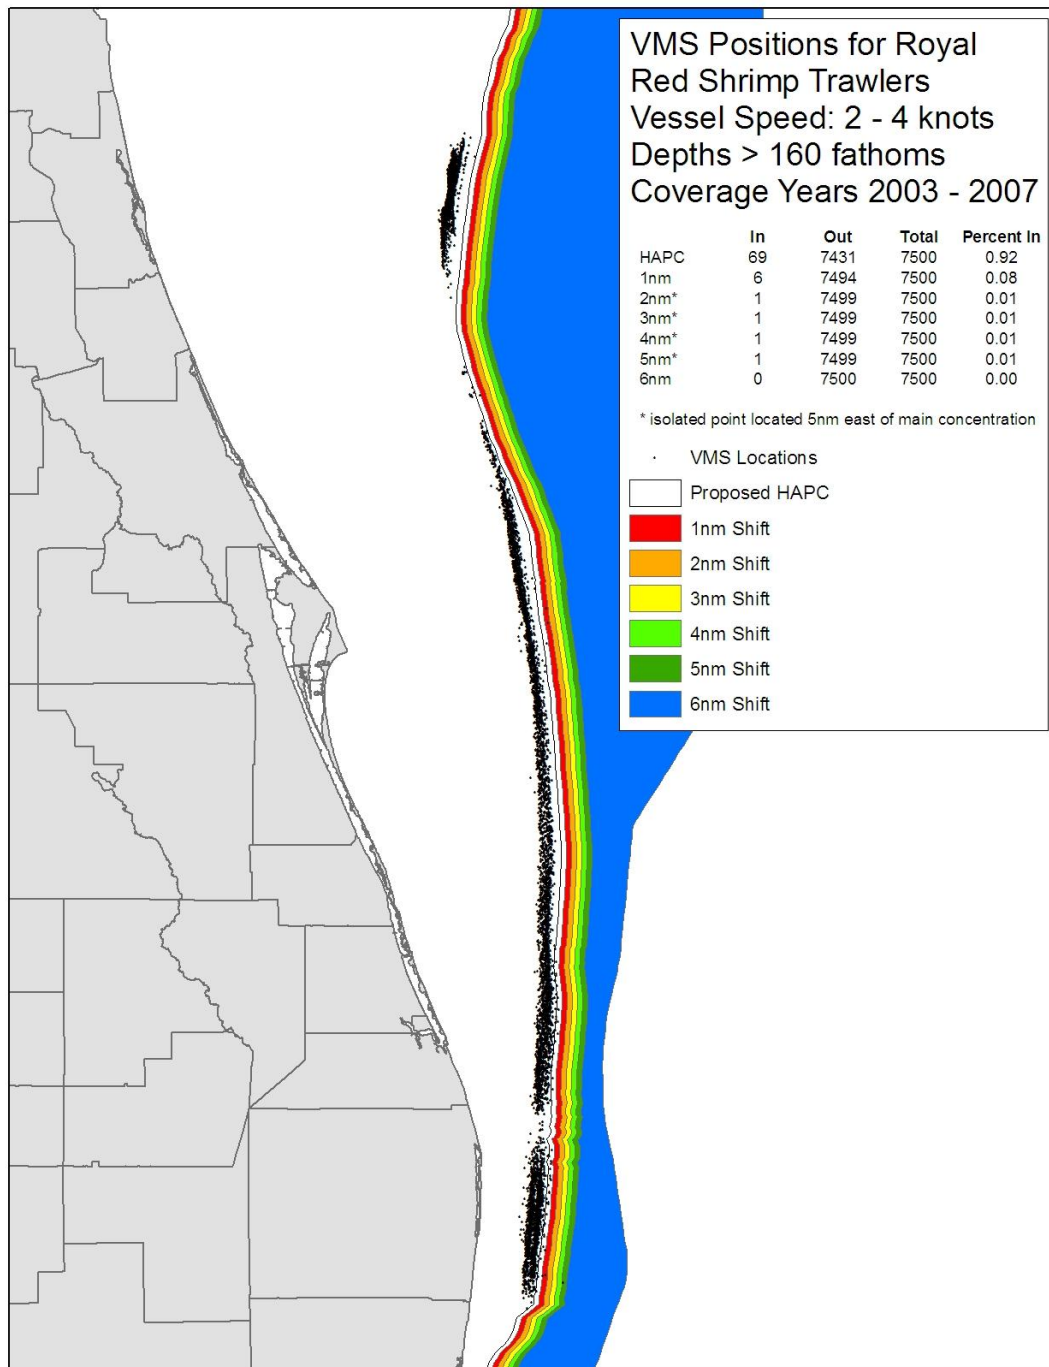 VMS Positions for Royal
Red Shrimp Trawlers
Vessel Speed: 2 - 4 knots
Depths > 160 fathoms
Coverage Years 2003 - 2007
In Out Total Percent In
HAPC 69 7431 7500 0.92
1nm 6 7494 7500 0.08
2nm* 1 7499 7500 0.01
3nm* 1 7499 7500 0.01
4nm* 1 7499 7500 0.01
5nm* 1 7499 7500 0.01
6nm 0 7500 7500 0.00
* isolated point located 5nm east of main concentration
VMS Locations
Proposed HAPC
1nm Shift
2nm Shift
3nm Shift
4nm Shift
5nm Shift
6nm Shift